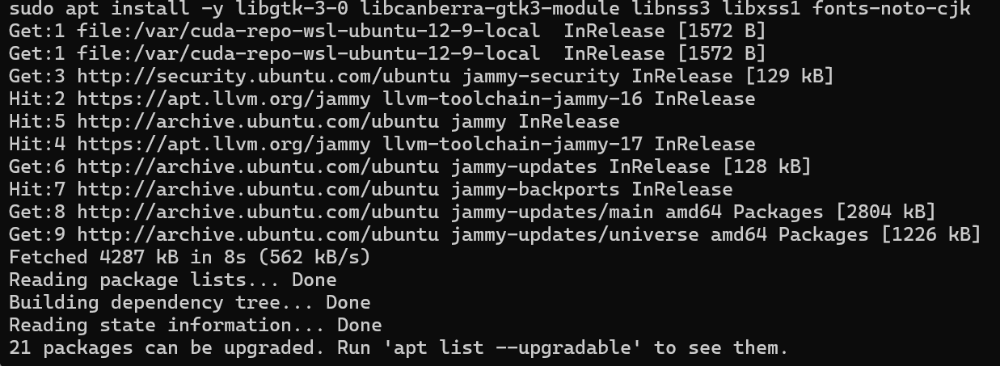 sudo apt install -y libgtk-3-0 libcanberra-gtk3-module libnss3 libxss1 fonts-noto-cjk
Get:1 file:/var/cuda-repo-wsl-ubuntu-12-9-local  InRelease [1572 B]
Get:1 file:/var/cuda-repo-wsl-ubuntu-12-9-local  InRelease [1572 B]
Get:3 http://security.ubuntu.com/ubuntu jammy-security InRelease [129 kB]
Hit:2 https://apt.llvm.org/jammy llvm-toolchain-jammy-16 InRelease
Hit:5 http://archive.ubuntu.com/ubuntu jammy InRelease
Hit:4 https://apt.llvm.org/jammy llvm-toolchain-jammy-17 InRelease
Get:6 http://archive.ubuntu.com/ubuntu jammy-updates InRelease [128 kB]
Hit:7 http://archive.ubuntu.com/ubuntu jammy-backports InRelease
Get:8 http://archive.ubuntu.com/ubuntu jammy-updates/main amd64 Packages [2804 kB]
Get:9 http://archive.ubuntu.com/ubuntu jammy-updates/universe amd64 Packages [1226 kB]
Fetched 4287 kB in 8s (562 kB/s)
Reading package lists... Done
Building dependency tree... Done
Reading state information... Done
21 packages can be upgraded. Run 'apt list --upgradable' to see them.